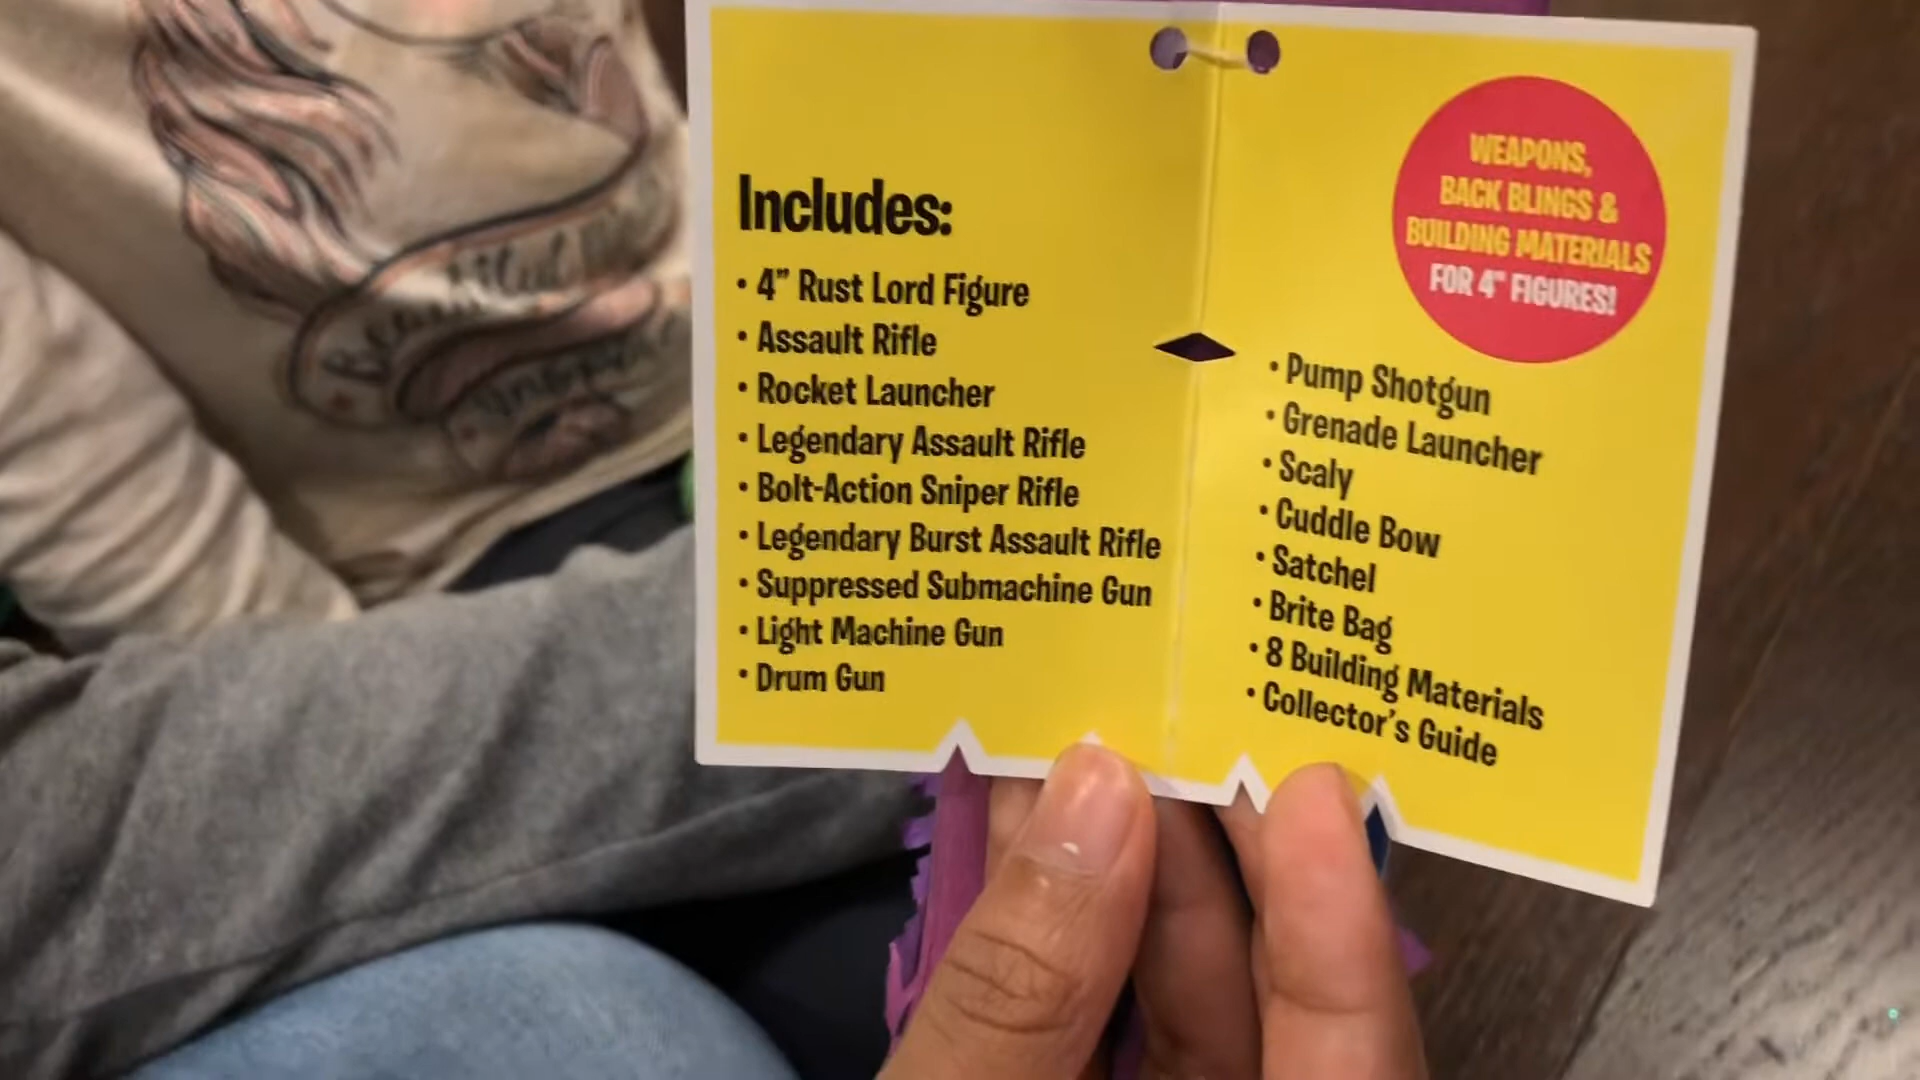 Includes:
• 4" Rust Lord Figure
• Assault Rifle
• Rocket Launcher
• Legendary Assault Rifle
• Bolt-Action Sniper Rifle
• Legendary Burst Assault Rifle
• Suppressed Submachine Gun
• Light Machine Gun
• Drum Gun
WEAPONS,
BACK BLINGS &
BUILDING MATERIALS
FOR 4" FIGURES!
• Pump Shotgun
• Grenade Launcher
• Scaly
• Cuddle Bow
• Satchel
• Brite Bag
• 8 Building Materials
• Collector's Guide